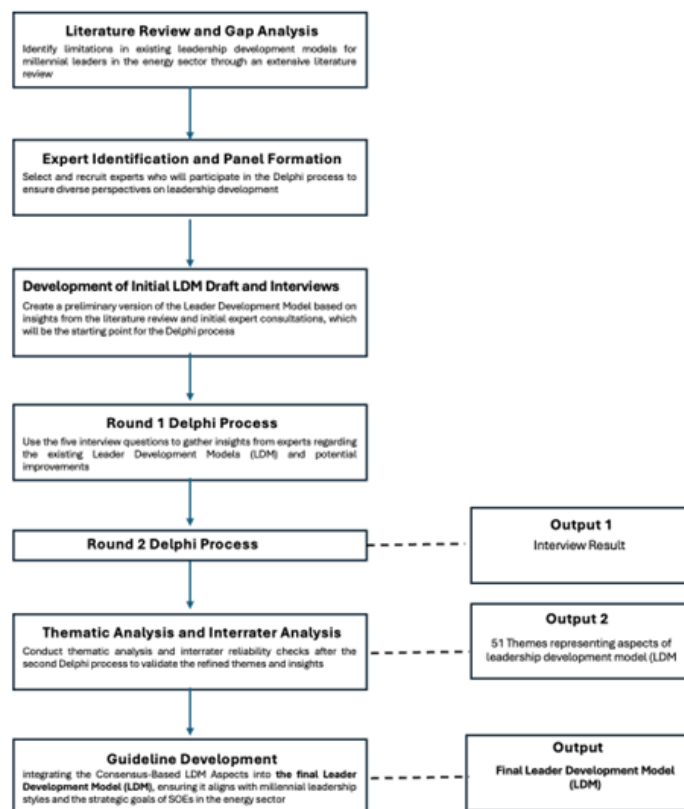 Literature Review and Gap Analysis
Identify limitations in existing leadership development models for
millennial leaders in the energy sector through an extensive literature
review
Expert Identification and Panel Formation
Select and recruit experts who will participate in the Delphi process to
ensure diverse perspectives on leadership development
Development of Initial LDM Draft and Interviews
Create a preliminary version of the Leader Development Model based on
insights from the literature review and initial expert consultations, which
will be the starting point for the Delphi process
Round 1 Delphi Process
Use the five interview questions to gather insights from experts regarding
the existing Leader Development Models (LDM) and potential
improvements
Round 2 Delphi Process
Output 1
Interview Result
Thematic Analysis and Interrater Analysis
Conduct thematic analysis and interrater reliability checks after the
second Delphi process to validate the refined themes and insights
Output 2
51 Themes representing aspects of
leadership development model (LDM
Guideline Development
integrating the Consensus-Based LDM Aspects into the final Leader
Development Model (LDM), ensuring it aligns with millennial leadership
styles and the strategic goals of SOEs in the energy sector
Output
Final Leader Development Model
(LDM)